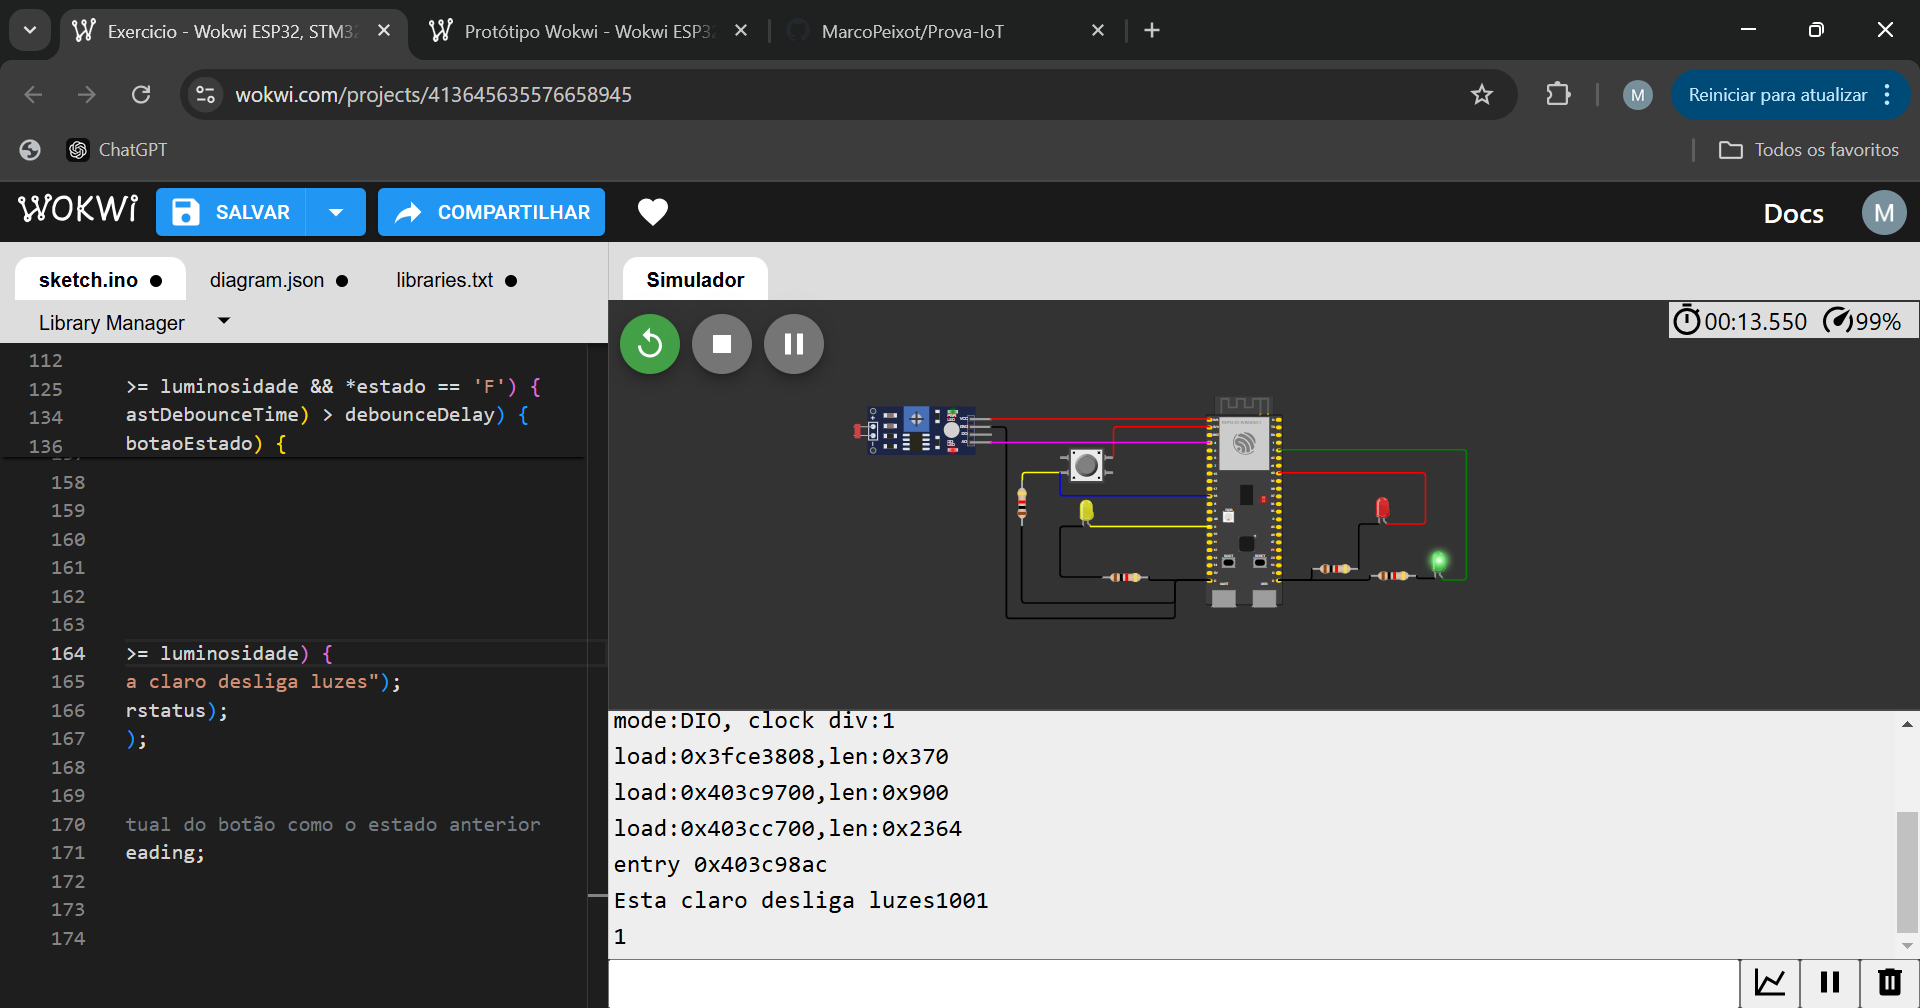 Exercicio - Wokwi ESP32, STM32
Protótipo Wokwi - Wokwi ESP32
MarcoPeixot/Prova-IoT
wokwi.com/projects/413645635576658945
M
Reiniciar para atualizar
ChatGPT
Todos os favoritos
WOKWi
SALVAR
COMPARTILHAR
Docs
M
sketch.ino
diagram.json
libraries.txt
Library Manager
Simulador
00:13.550
99%
112
125 >= luminosidade && *estado == 'F') {
134 astDebounceTime) > debounceDelay) {
136 botaoEstado) {
158
159
160
161
162
163
164 >= luminosidade) {
165 a claro desliga luzes");
166 rstatus);
167 );
168
169
170 tual do botão como o estado anterior
171 eading;
172
173
174
mode:DIO, clock div:1
load:0x3fce3808,len:0x370
load:0x403c9700,len:0x900
load:0x403cc700,len:0x2364
entry 0x403c98ac
Esta claro desliga luzes1001
1